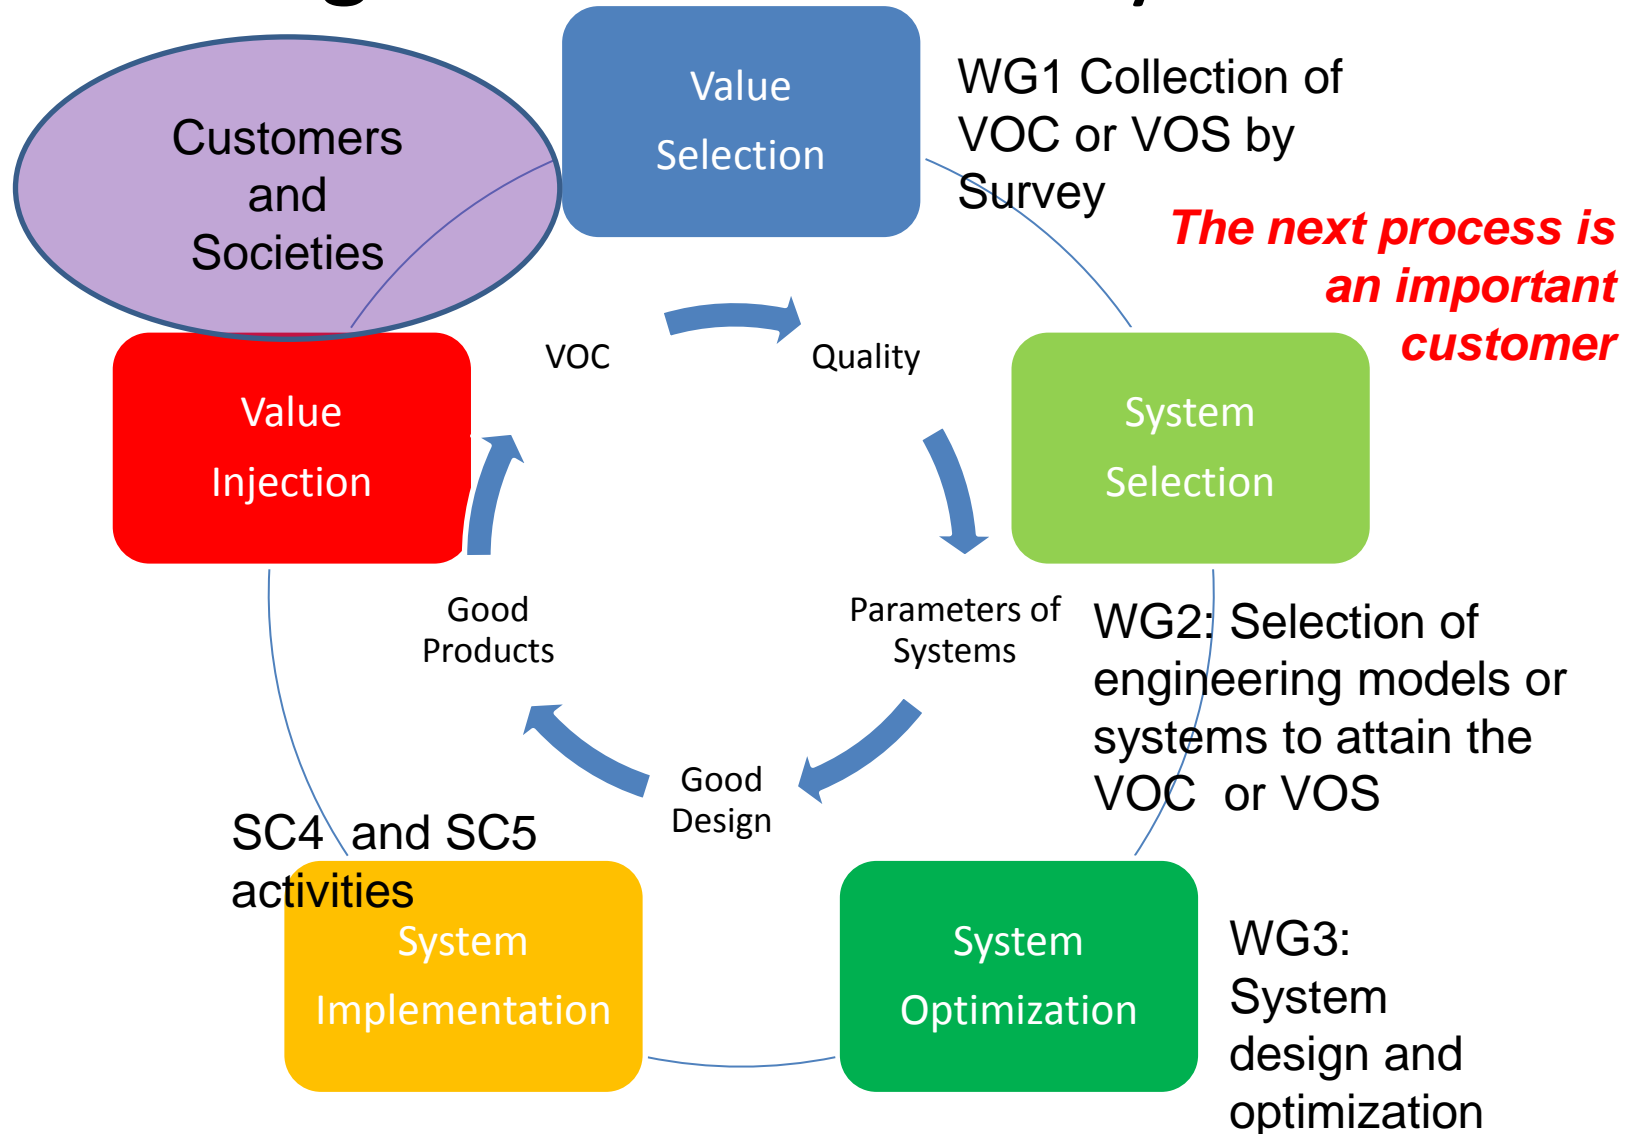 Value
Selection
WG1 Collection of
VOC or VOS by
Survey
Customers
and
Societies
The next process is
an important
customer
VOC
Quality
Value
Injection
System
Selection
Good
Products
Parameters of
Systems
WG2: Selection of
engineering models or
systems to attain the
VOC or VOS
Good
Design
SC4 and SC5
activities
System
Implementation
System
Optimization
WG3:
System
design and
optimization